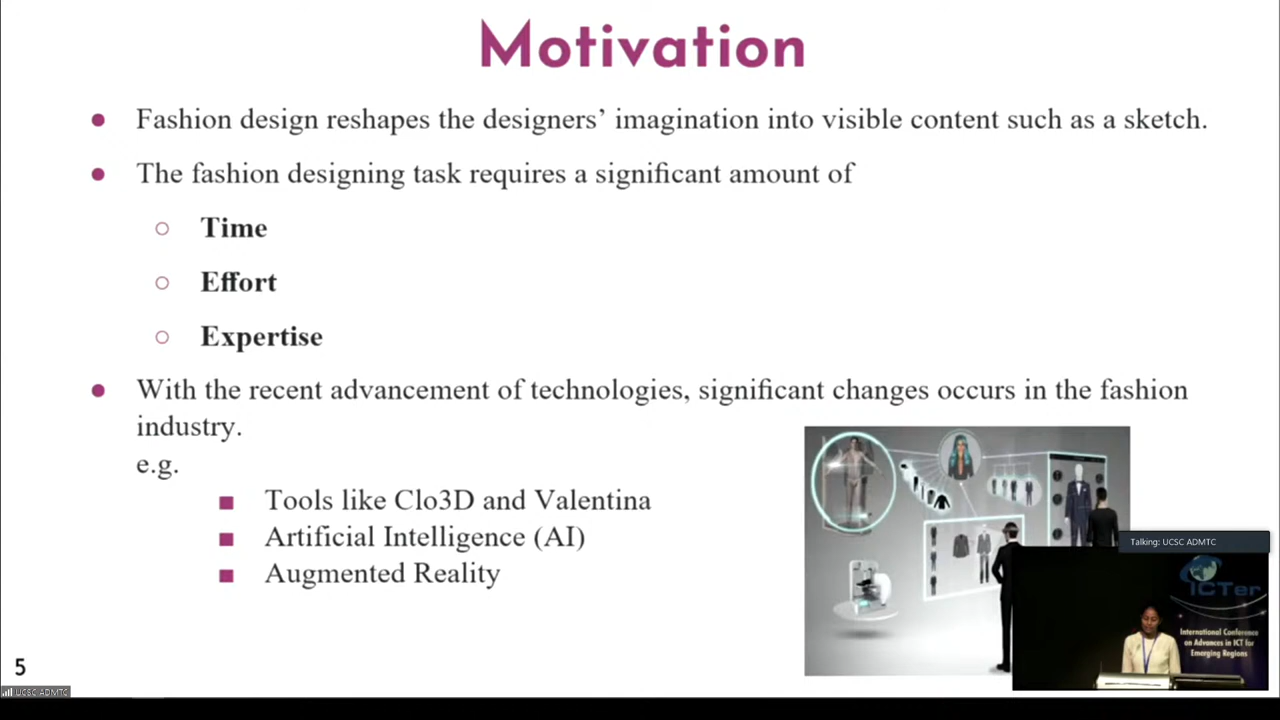 Motivation
● Fashion design reshapes the designers’ imagination into visible content such as a sketch.
● The fashion designing task requires a significant amount of
○ Time
○ Effort
○ Expertise
● With the recent advancement of technologies, significant changes occurs in the fashion
industry.
e.g.
■ Tools like Clo3D and Valentina
■ Artificial Intelligence (AI)
■ Augmented Reality
Talking: UCSC ADMTC
ICTer
International Conference
on Advances in ICT for
Emerging Regions
5
UCSC ADMTC